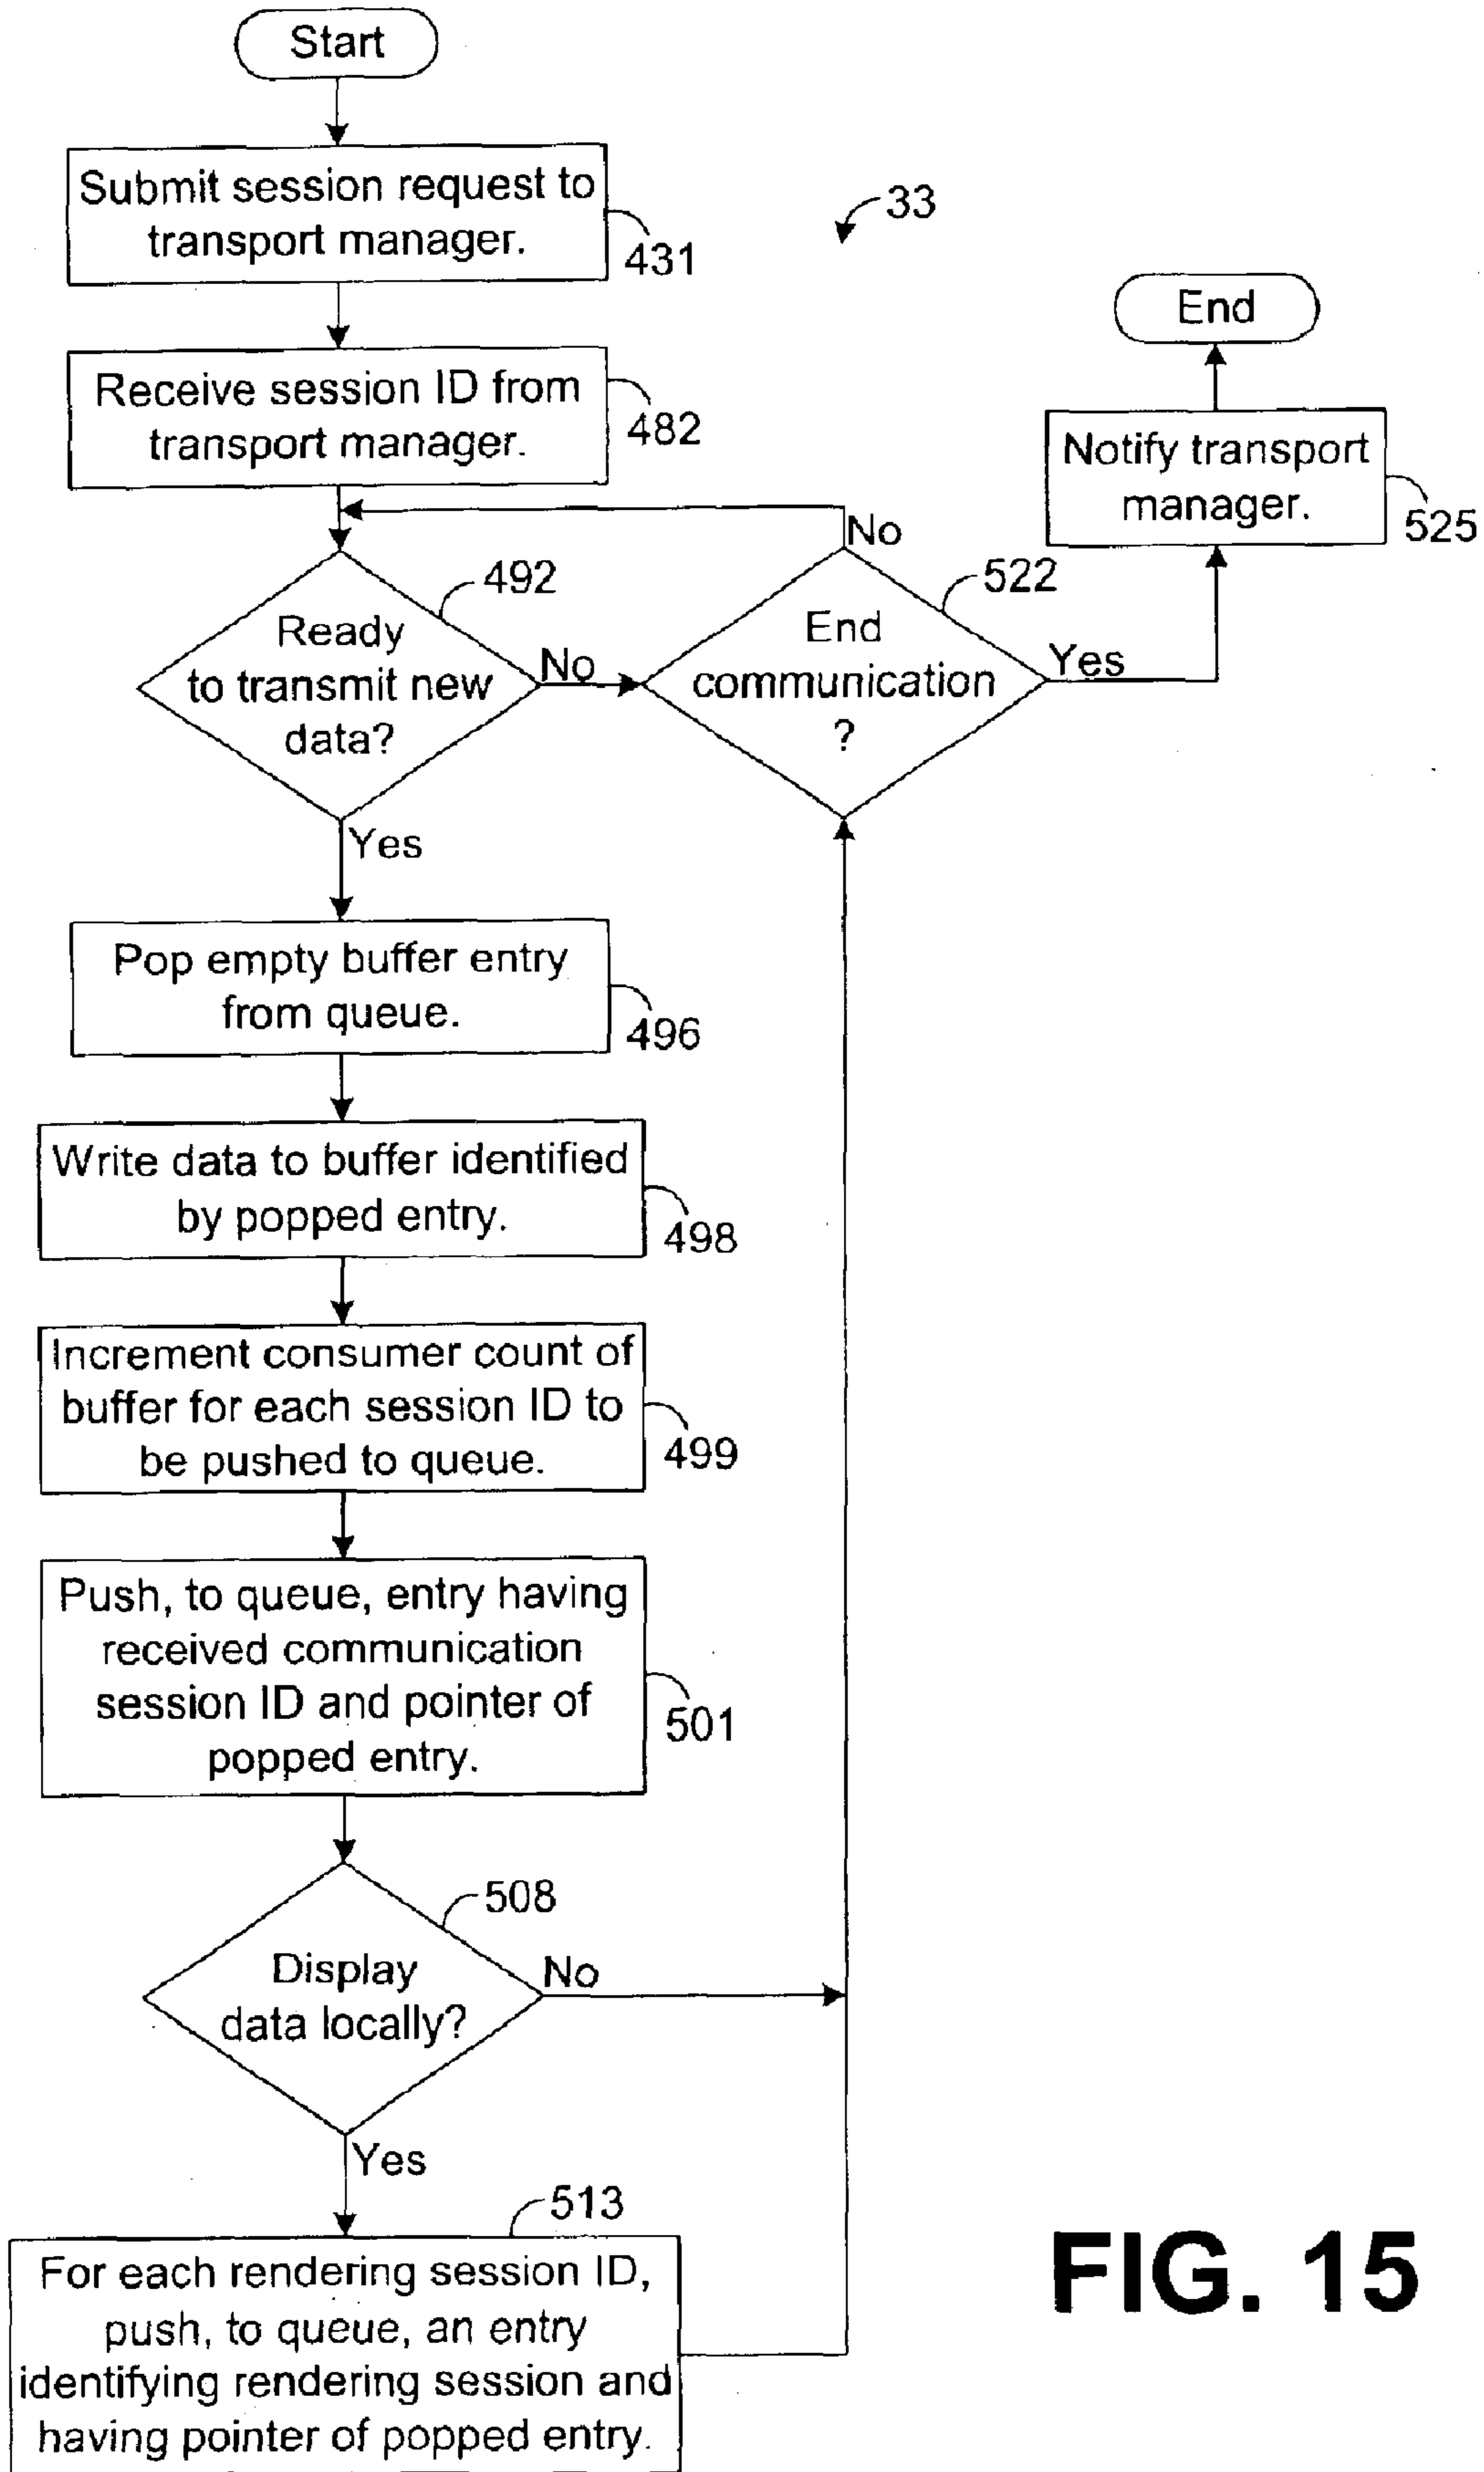 Start
Submit session request to
transport manager.
431
33
Receive session ID from
transport manager.
482
End
Notify transport
manager.
525
No
492
Ready
to transmit new
data?
No
522
End
communication
?
Yes
Yes
Pop empty buffer entry
from queue.
496
Write data to buffer identified
by popped entry.
498
Increment consumer count of
buffer for each session ID to
be pushed to queue.
499
Push, to queue, entry having
received communication
session ID and pointer of
popped entry.
501
508
Display
data locally?
No
Yes
513
For each rendering session ID,
push, to queue, an entry
identifying rendering session and
having pointer of popped entry.
FIG. 15